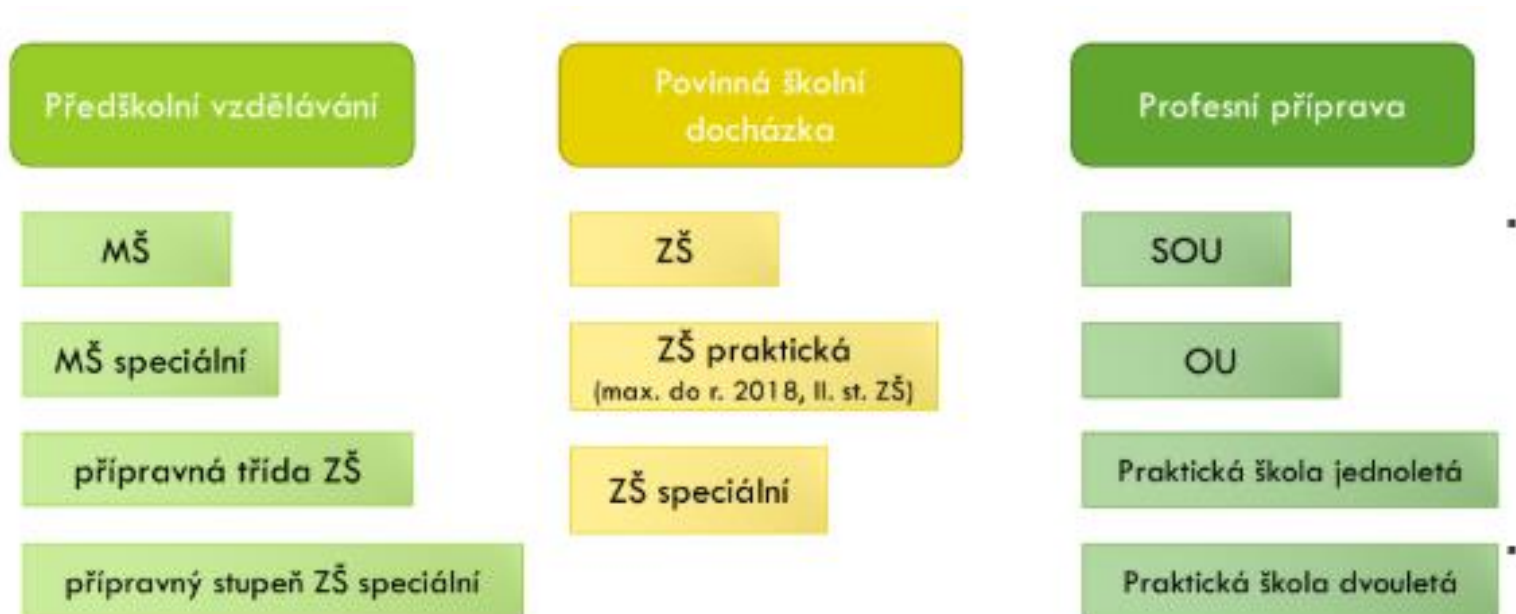 Předškolní vzdělávání
MŠ
MŠ speciální
přípravná třída ZŠ
přípravný stupeň ZŠ speciální
Povinná školní
docházka
ZŠ
ZŠ praktická
(max. do r. 2018, II. st. ZŠ)
ZŠ speciální
Profesní příprava
SOU
OU
Praktická škola jednoletá
Praktická škola dvouletá